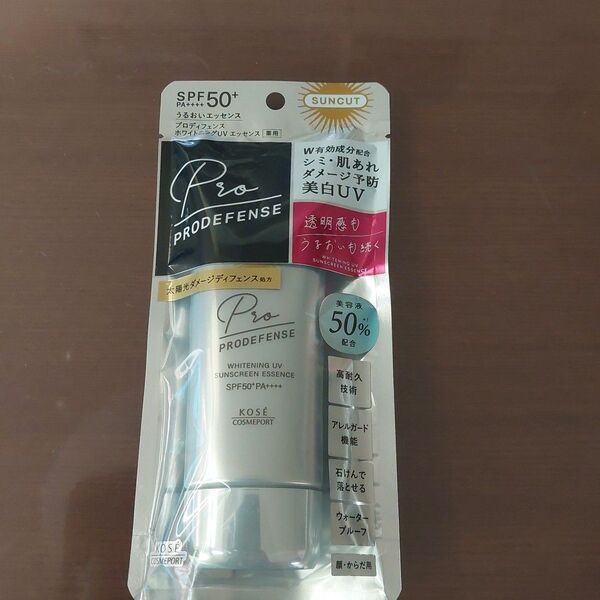 SPF50+
PA++++
うるおいエッセンス
プロディフェンス
ホワイトニングUV エッセンス 薬用
SUNCUT
W有効成分配合
シミ・肌あれ
ダメージ予防
美白UV
Pro
PRODEFENSE
透明感も
うるおいも続く
WHITENING UV
SUNSCREEN ESSENCE
太陽光ダメージディフェンス処方
Pro
PRODEFENSE
WHITENING UV
SUNSCREEN ESSENCE
SPF50+PA++++
KOSÉ
COSMEPORT
美容液
50%
配合
高耐久
技術
アレルガード
機能
石けんで
落とせる
ウォーター
プルーフ
顔・からだ用
KOSÉ
COSMEPORT